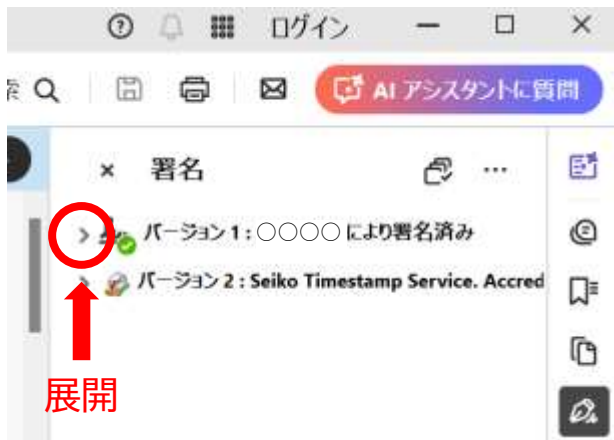 ログイン
索
AI アシスタントに質問
署名
バージョン 1 : ○○○○ により署名済み
バージョン 2 : Seiko Timestamp Service. Accred
展開